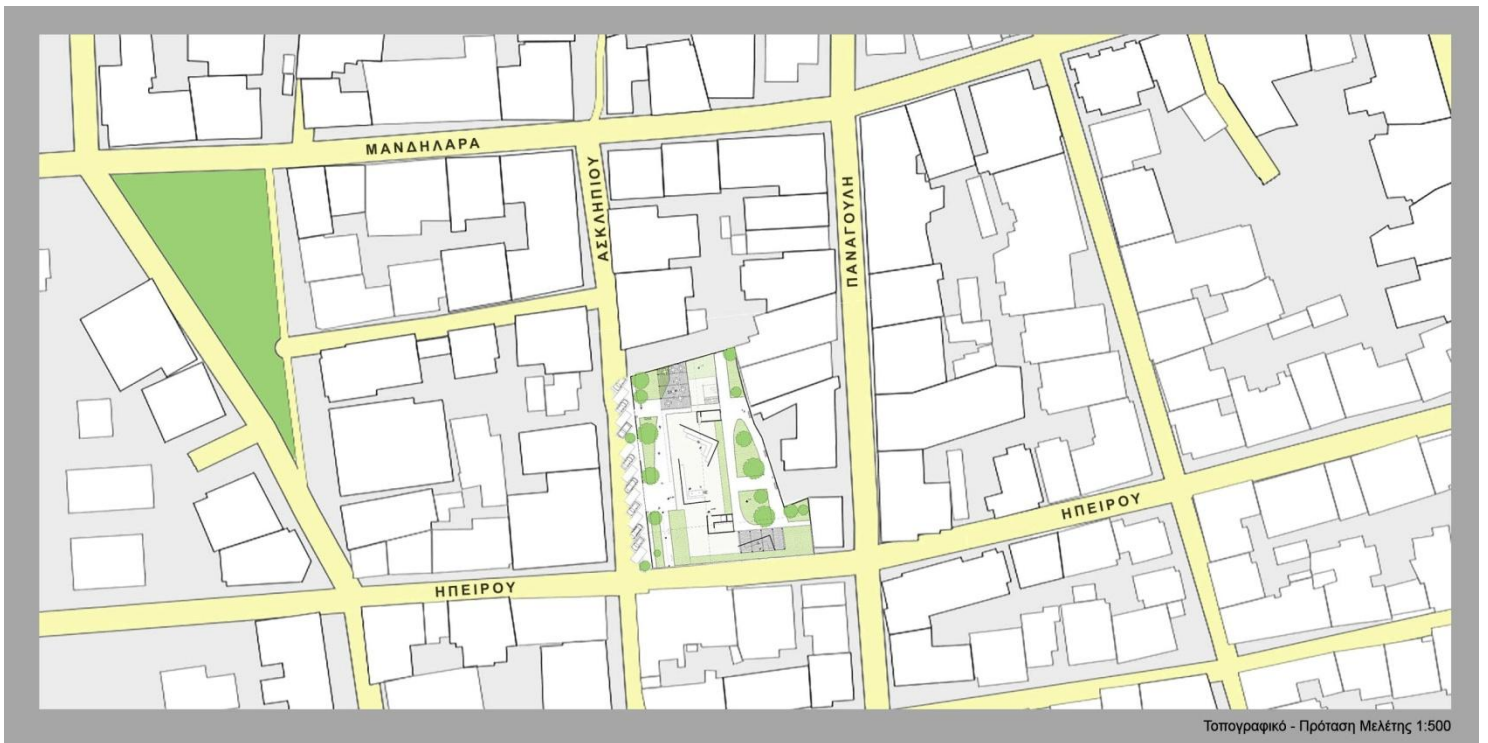 ΜΑΝΔΗΛΑΡΑ
ΑΣΚΛΗΠΙΟΥ
ΠΑΝΑΓΟΥΛΗ
ΗΠΕΙΡΟΥ
ΗΠΕΙΡΟΥ
Τοπογραφικό - Πρόταση Μελέτης 1:500